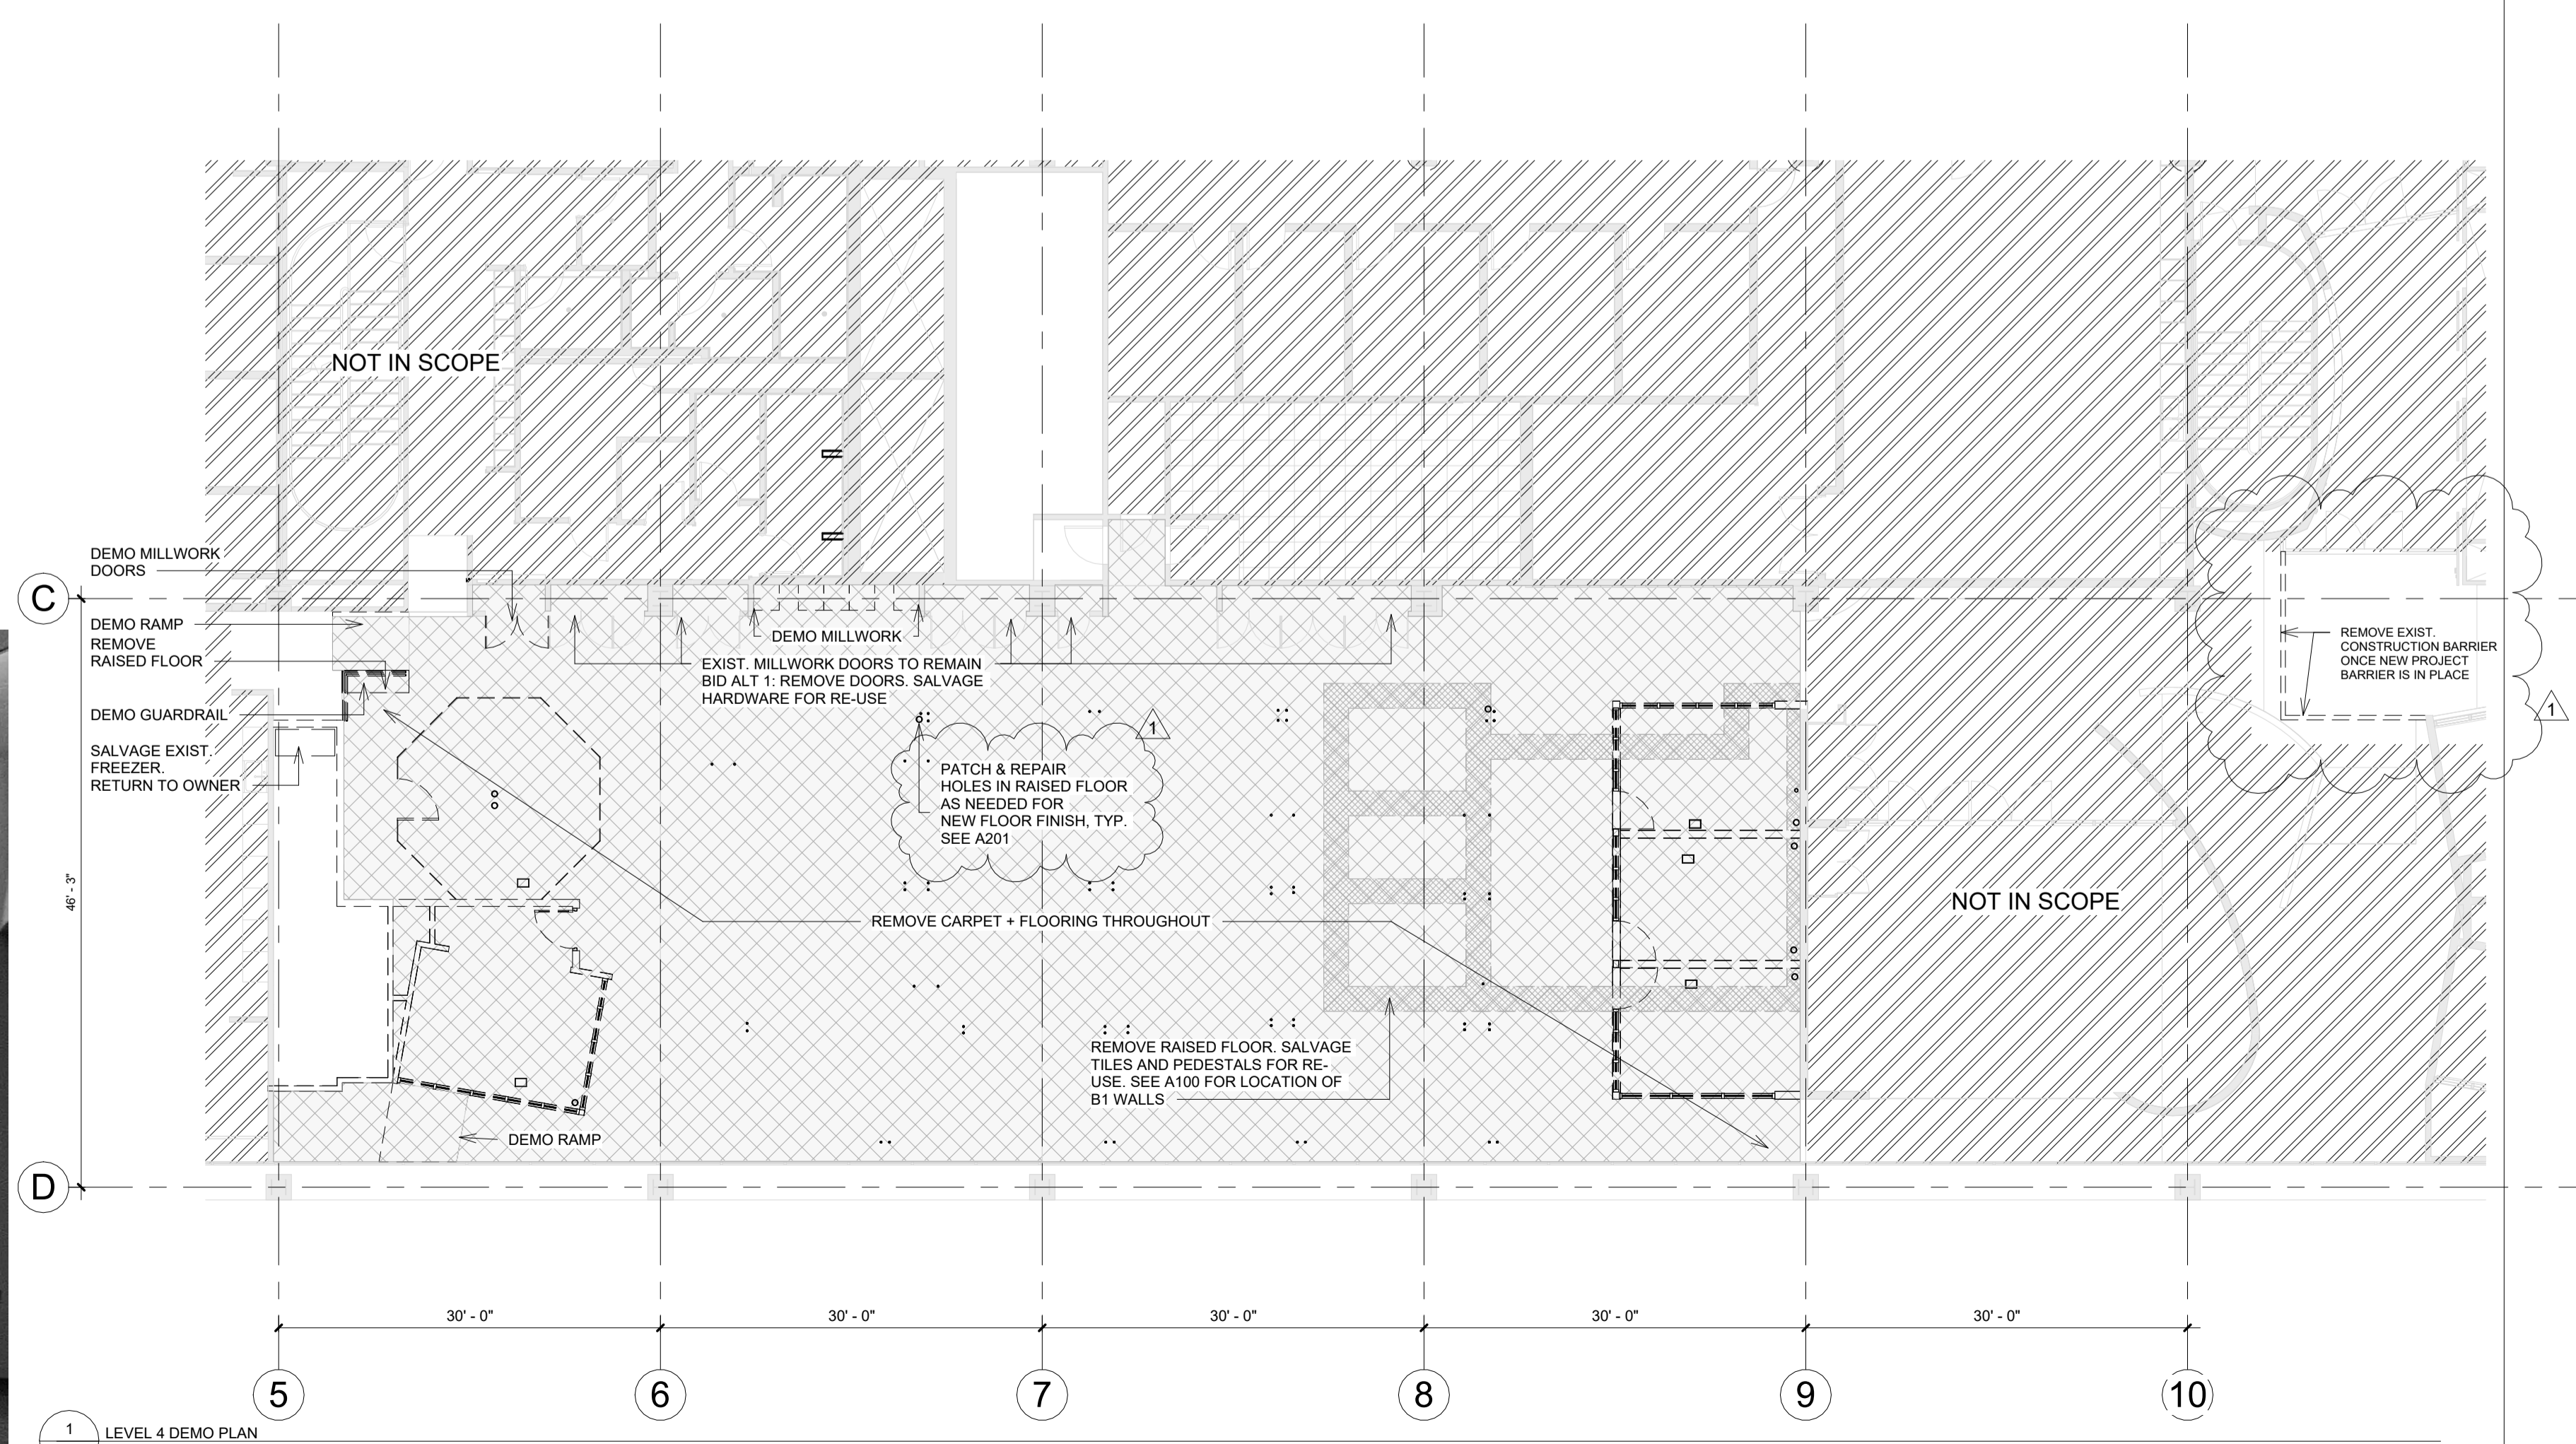 NOT IN SCOPE
DEMO MILLWORK
DOORS
C
DEMO RAMP
REMOVE
RAISED FLOOR
DEMO GUARDRAIL
SALVAGE EXIST.
FREEZER.
RETURN TO OWNER
DEMO MILLWORK
EXIST. MILLWORK DOORS TO REMAIN
BID ALT 1: REMOVE DOORS. SALVAGE
HARDWARE FOR RE-USE
REMOVE EXIST.
CONSTRUCTION BARRIER
ONCE NEW PROJECT
BARRIER IS IN PLACE
1
1
PATCH & REPAIR
HOLES IN RAISED FLOOR
AS NEEDED FOR
NEW FLOOR FINISH, TYP.
SEE A201
46' - 3"
REMOVE CARPET + FLOORING THROUGHOUT
NOT IN SCOPE
REMOVE RAISED FLOOR. SALVAGE
TILES AND PEDESTALS FOR RE-
USE. SEE A100 FOR LOCATION OF
B1 WALLS
DEMO RAMP
D
30' - 0"
30' - 0"
30' - 0"
30' - 0"
30' - 0"
5
6
7
8
9
10
1
LEVEL 4 DEMO PLAN